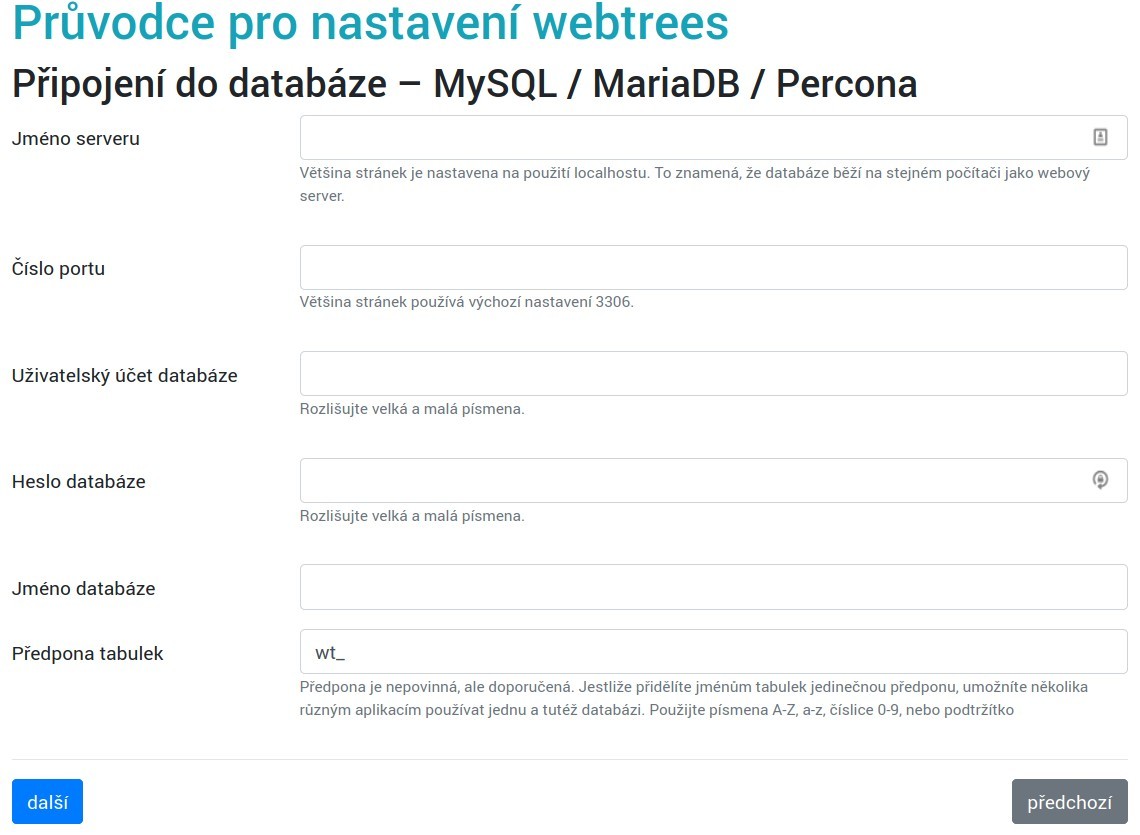 Průvodce pro nastavení webtrees
Připojení do databáze – MySQL / MariaDB / Percona
Jméno serveru
Většina stránek je nastavena na použití localhostu. To znamená, že databáze běží na stejném počítači jako webový
server.
Číslo portu
Většina stránek používá výchozí nastavení 3306.
Uživatelský účet databáze
Rozlišujte velká a malá písmena.
Heslo databáze
Rozlišujte velká a malá písmena.
Jméno databáze
Předpona tabulek
wt_
Předpona je nepovinná, ale doporučená. Jestliže přidělíte jménům tabulek jedinečnou předponu, umožníte několika
různým aplikacím používat jednu a tutéž databázi. Použijte písmena A-Z, a-z, číslice 0-9, nebo podtržítko
další
předchozí